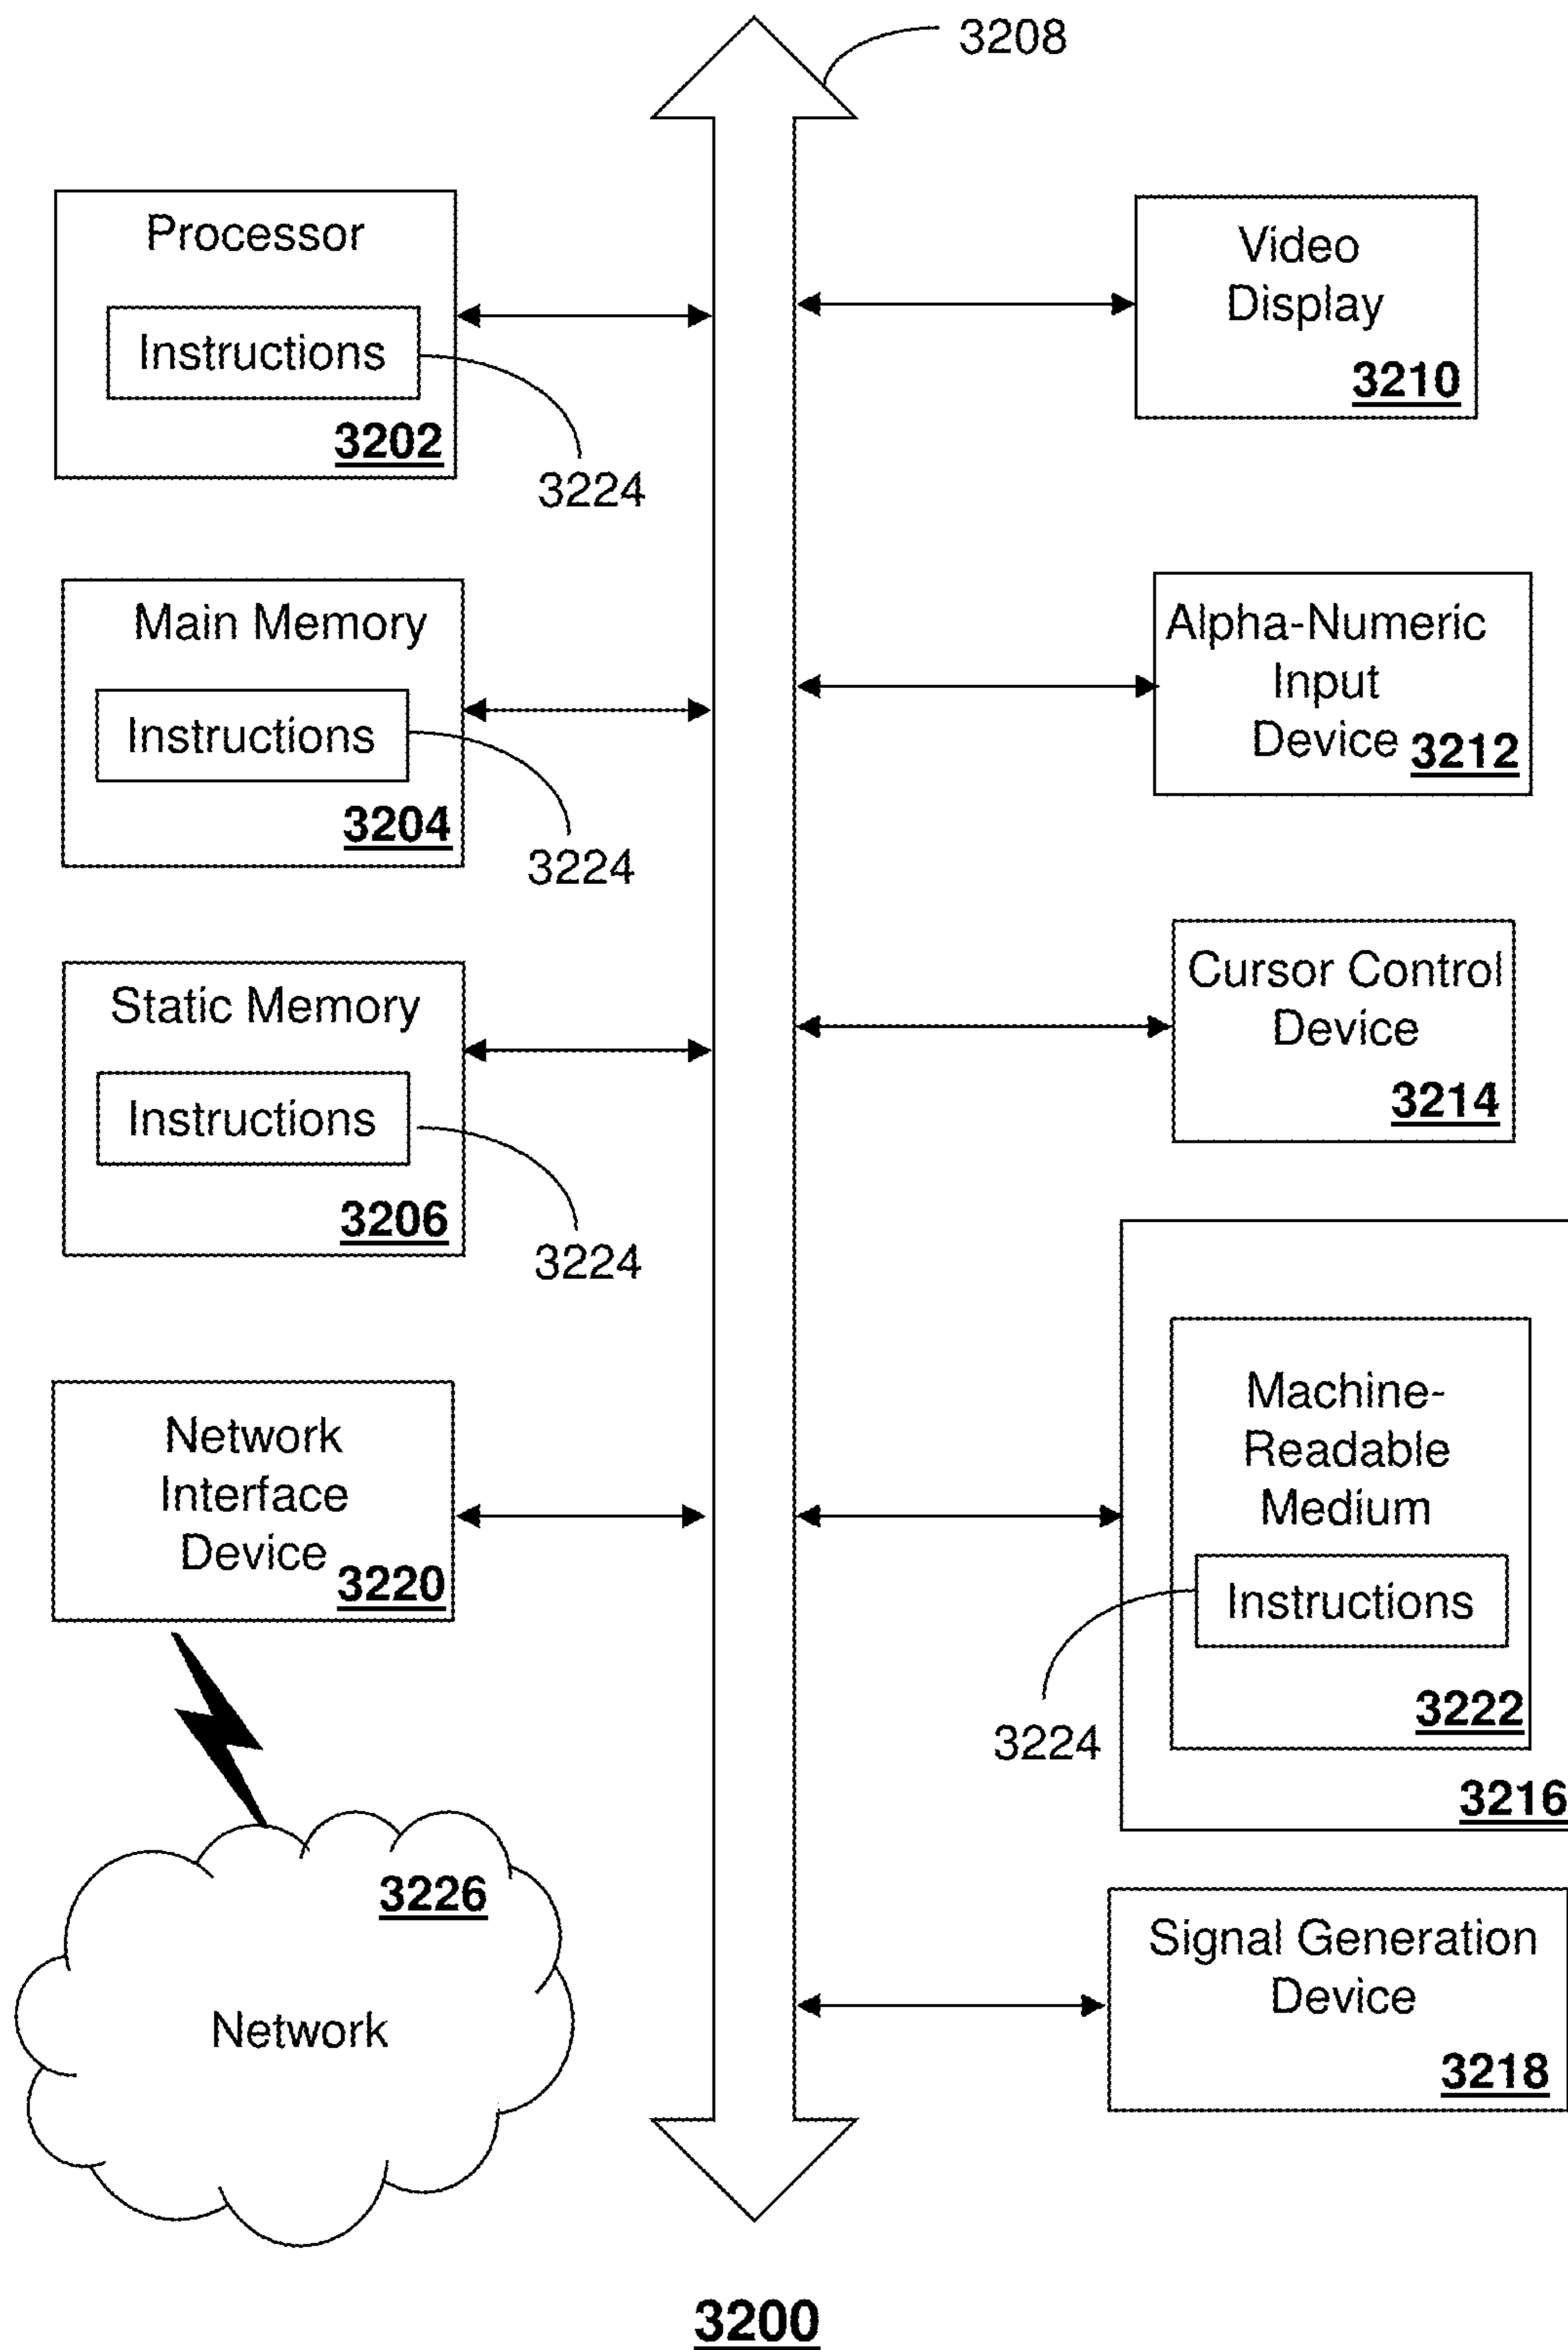 3208
Processor
Instructions
3202
3224
Main Memory
Instructions
3204
3224
Static Memory
Instructions
3206
3224
Network
Interface
Device
3220
3226
Network
Video
Display
3210
Alpha-Numeric
Input
Device 3212
Cursor Control
Device
3214
Machine-
Readable
Medium
Instructions
3222
3224
3216
Signal Generation
Device
3218
3200